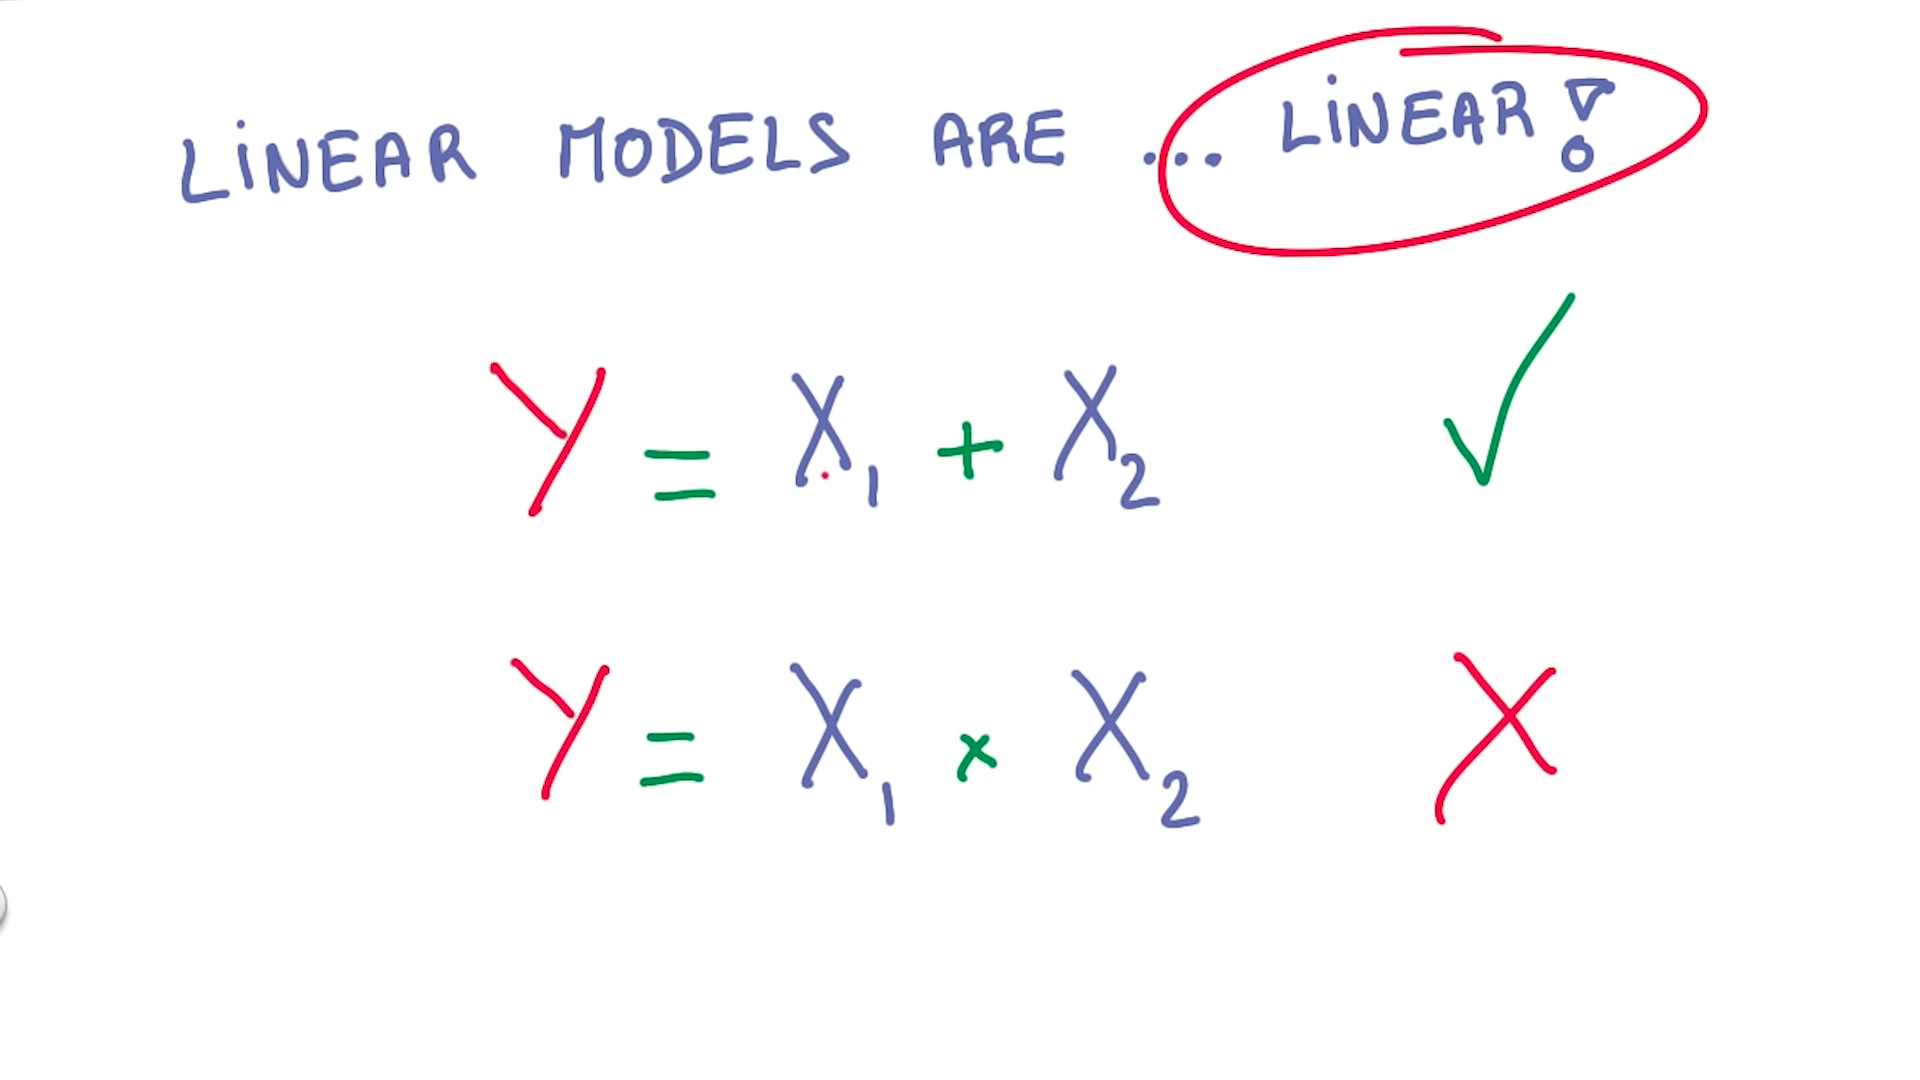 LINEAR MODELS ARE ... LINEAR!
Y = X₁ + X₂ ✓
Y = X₁ × X₂ X